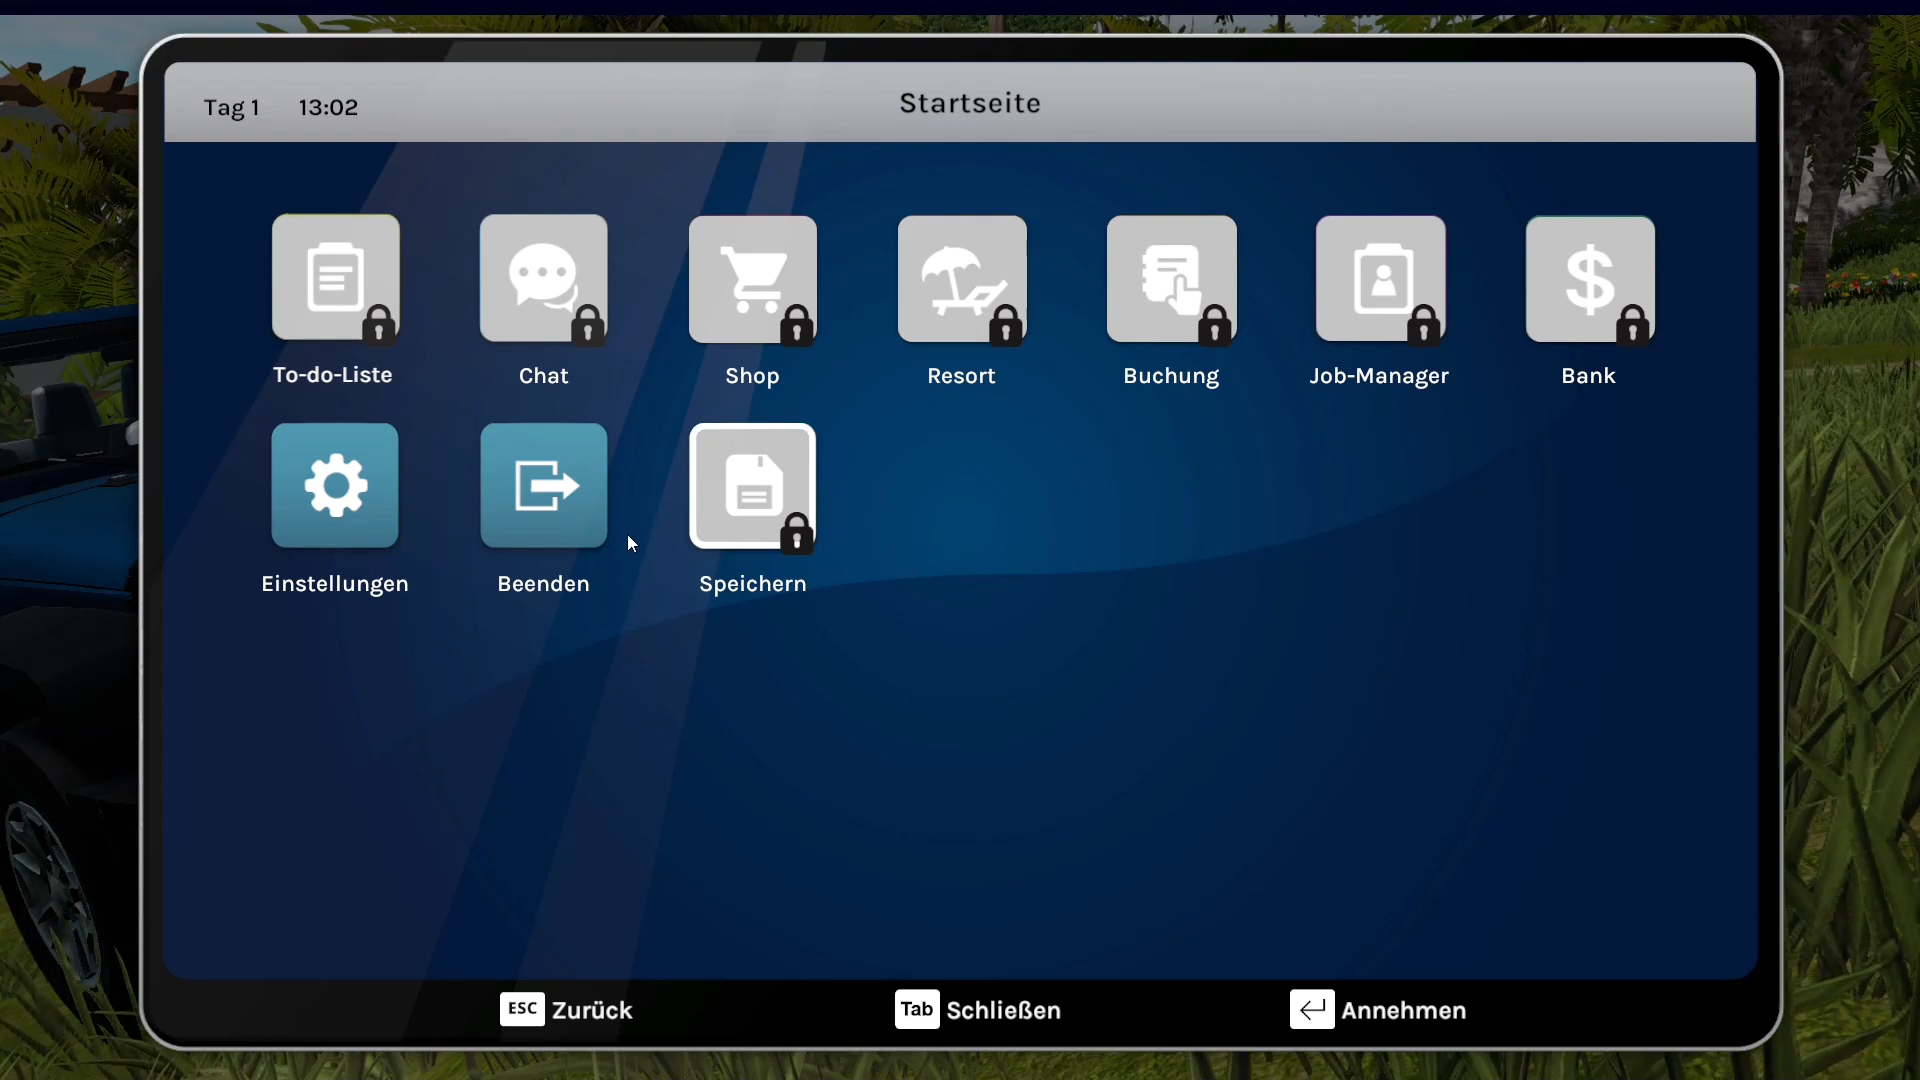 Tag 1 13:02 Startseite
To-do-Liste Chat Shop Resort Buchung Job-Manager Bank
Einstellungen Beenden Speichern
ESC Zurück Tab Schließen Annehmen